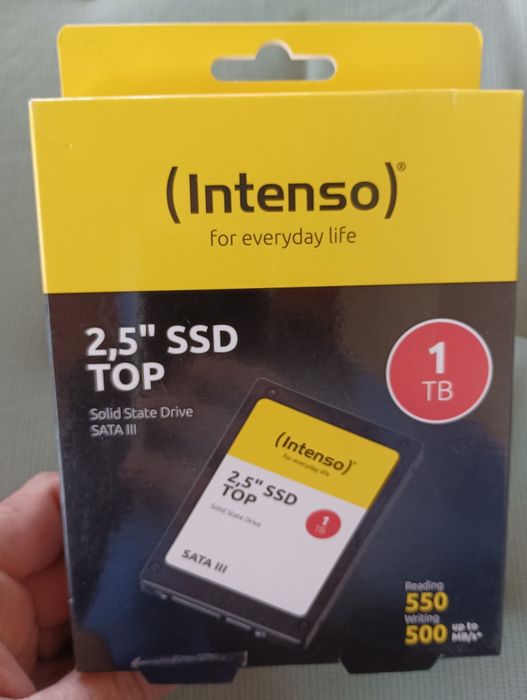 (Intenso)®
for everyday life
2,5" SSD
TOP
Solid State Drive
SATA III
1
TB
(Intenso)®
for everyday life
2,5" SSD
TOP
Solid State Drive
1
TB
SATA III
Reading
550
Writing
500 up to
MB/s*